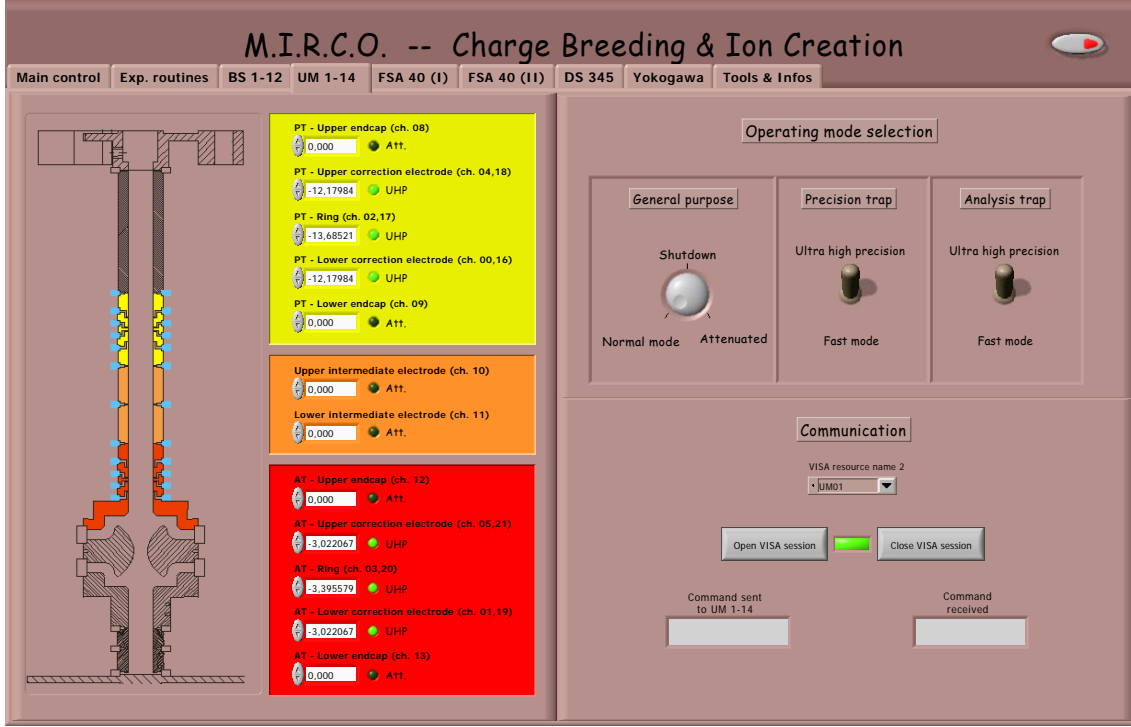 M.I.R.C.O. -- Charge Breeding & Ion Creation
Main control Exp. routines BS 1-12 UM 1-14 FSA 40 (I) FSA 40 (II) DS 345 Yokogawa Tools & Infos
PT - Upper endcap (ch. 08)
0,000 Att.
PT - Upper correction electrode (ch. 04,18)
-12,17984 UHP
PT - Ring (ch. 02,17)
-13,68521 UHP
PT - Lower correction electrode (ch. 00,16)
-12,17984 UHP
PT - Lower endcap (ch. 09)
0,000 Att.
Upper intermediate electrode (ch. 10)
0,000 Att.
Lower intermediate electrode (ch. 11)
0,000 Att.
AT - Upper endcap (ch. 12)
0,000 Att.
AT - Upper correction electrode (ch. 05,21)
-3,022067 UHP
AT - Ring (ch. 03,20)
-3,395579 UHP
AT - Lower correction electrode (ch. 01,19)
-3,022067 UHP
AT - Lower endcap (ch. 13)
0,000 Att.
Operating mode selection
General purpose
Shutdown
Normal mode Attenuated
Precision trap
Ultra high precision
Fast mode
Analysis trap
Ultra high precision
Fast mode
Communication
VISA resource name 2
UM01
Open VISA session Close VISA session
Command sent
to UM 1-14
Command
received